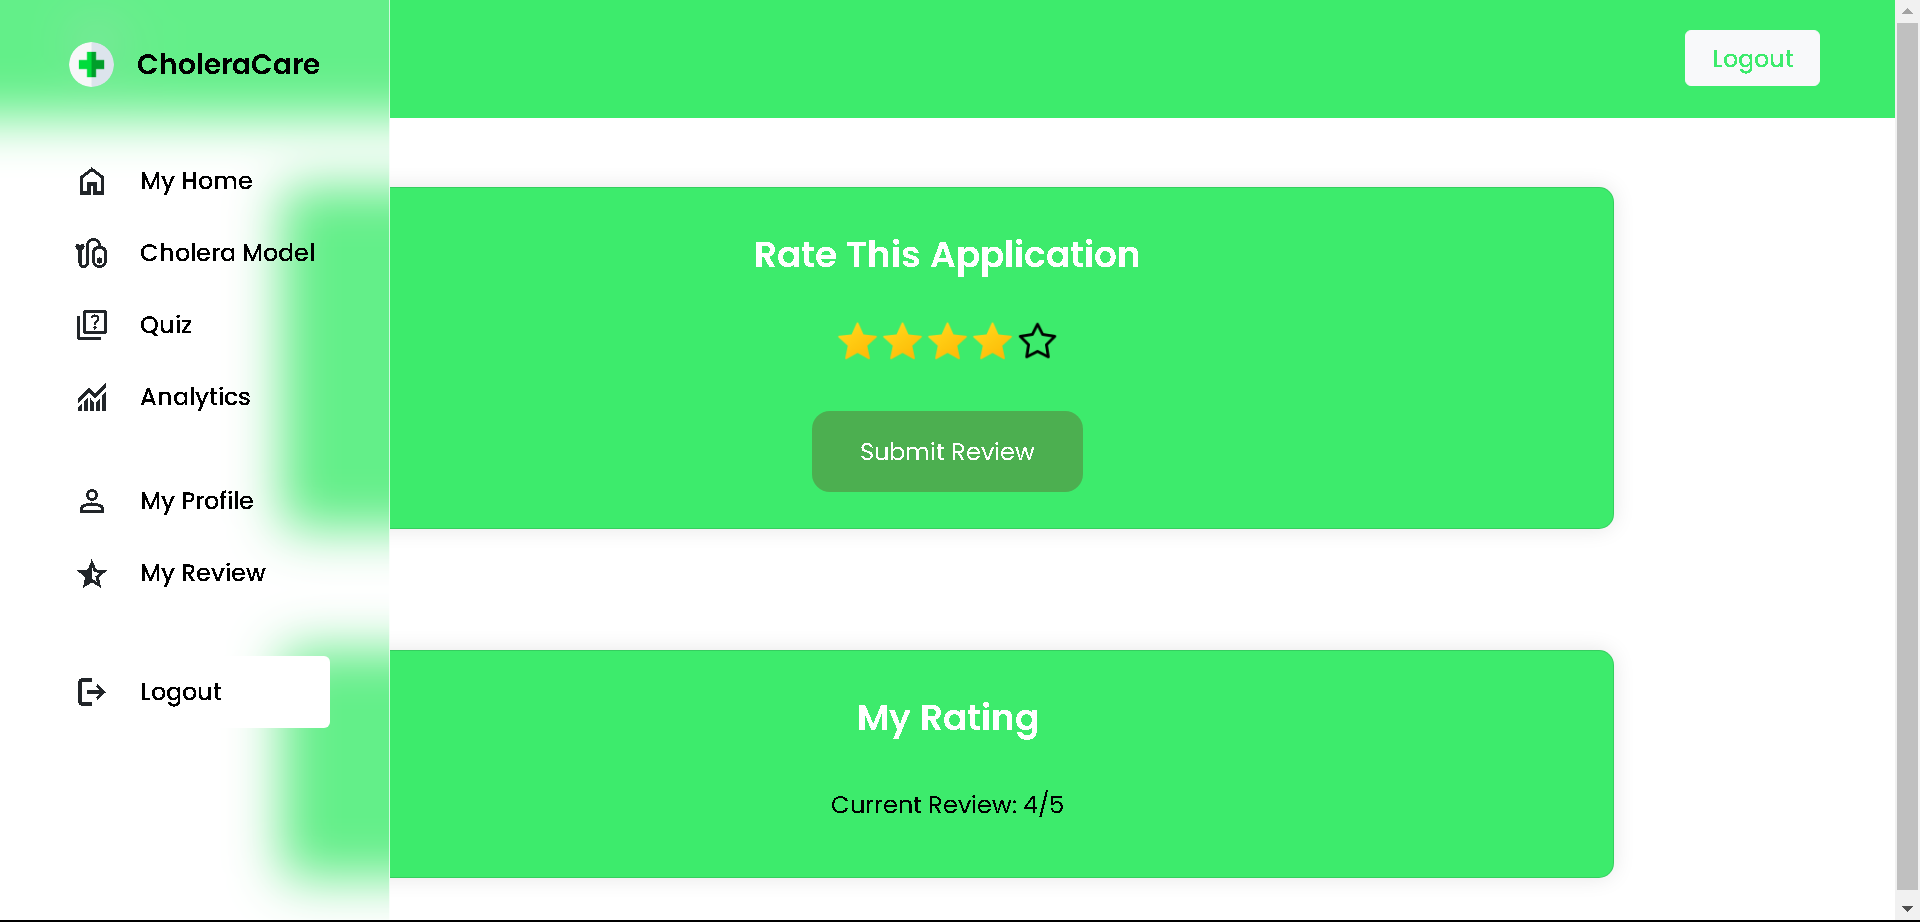 CholeraCare
My Home
Cholera Model
Quiz
Analytics
My Profile
My Review
Logout
Logout
Rate This Application
Submit Review
My Rating
Current Review: 4/5